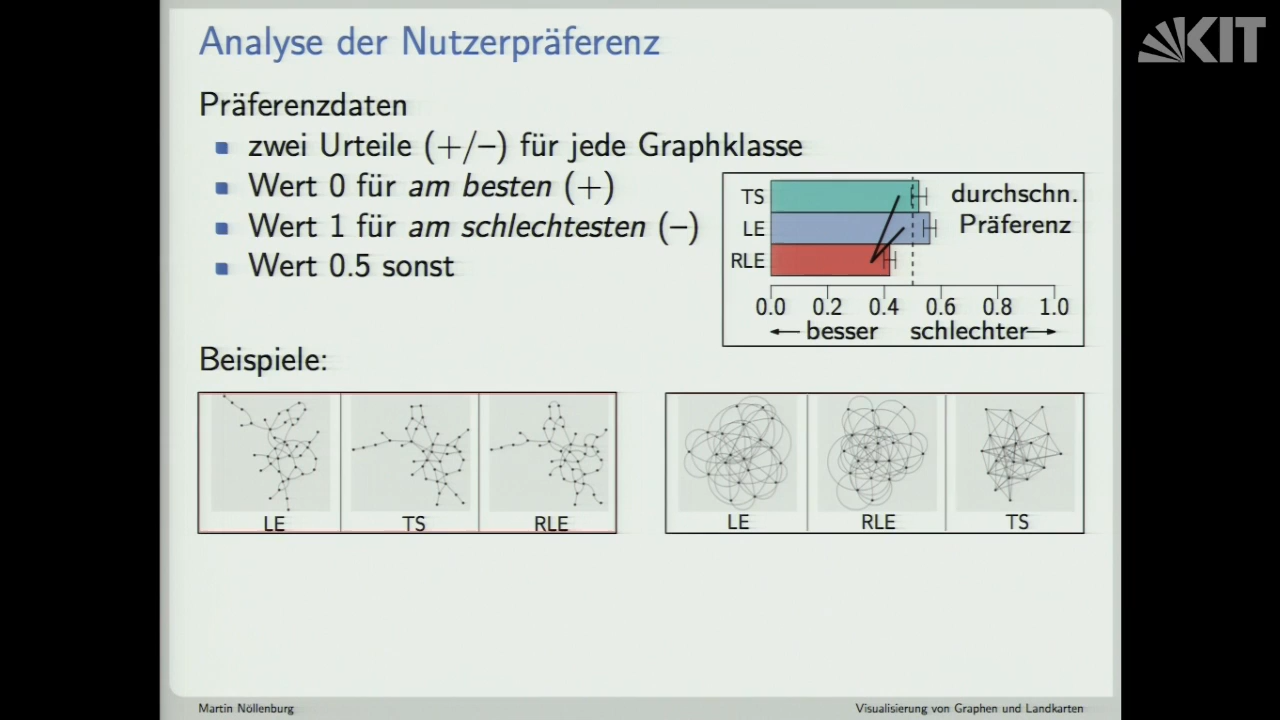 KIT
Analyse der Nutzerpräferenz
Präferenzdaten
zwei Urteile (+/–) für jede Graphklasse
Wert 0 für am besten (+)
Wert 1 für am schlechtesten (–)
Wert 0.5 sonst
TS
LE
RLE
durchschn.
Präferenz
0.0 0.2 0.4 0.6 0.8 1.0
besser schlechter
Beispiele:
LE TS RLE
LE RLE TS
Martin Nöllenburg
Visualisierung von Graphen und Landkarten